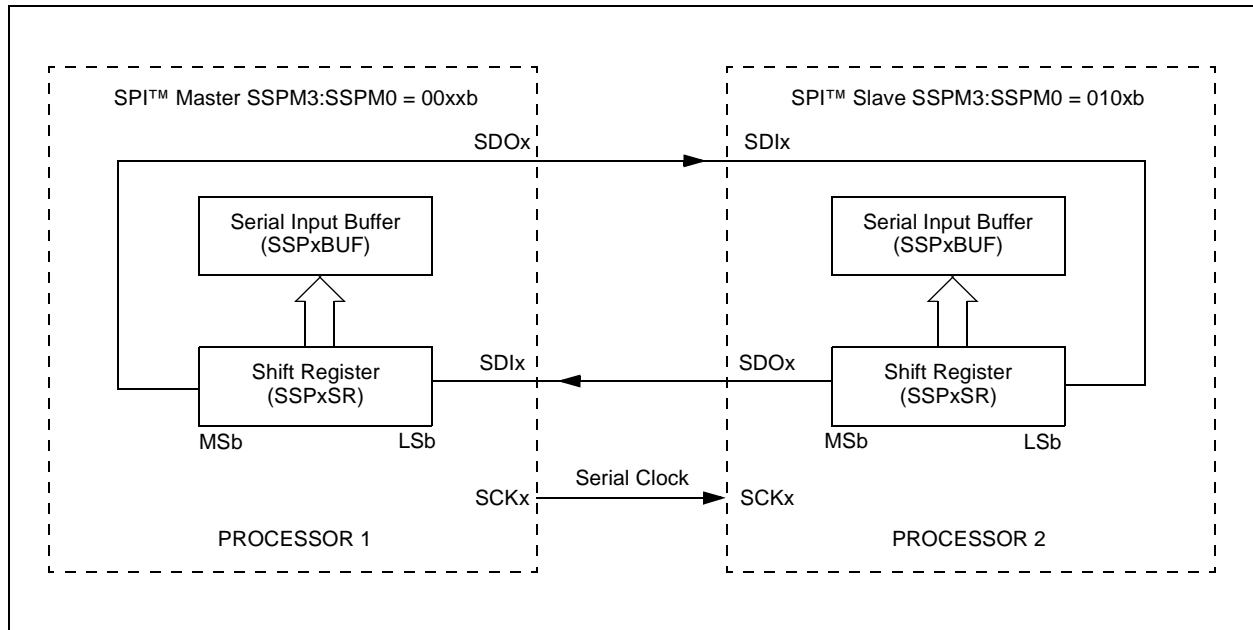 SPI™ Master SSPM3:SSPM0 = 00xxb
SDOx
Serial Input Buffer
(SSPxBUF)
Shift Register
(SSPxSR)
MSb
LSb
SDIx
SCKx
PROCESSOR 1
Serial Clock
SPI™ Slave SSPM3:SSPM0 = 010xb
SDIx
Serial Input Buffer
(SSPxBUF)
SDOx
Shift Register
(SSPxSR)
MSb
LSb
SCKx
PROCESSOR 2